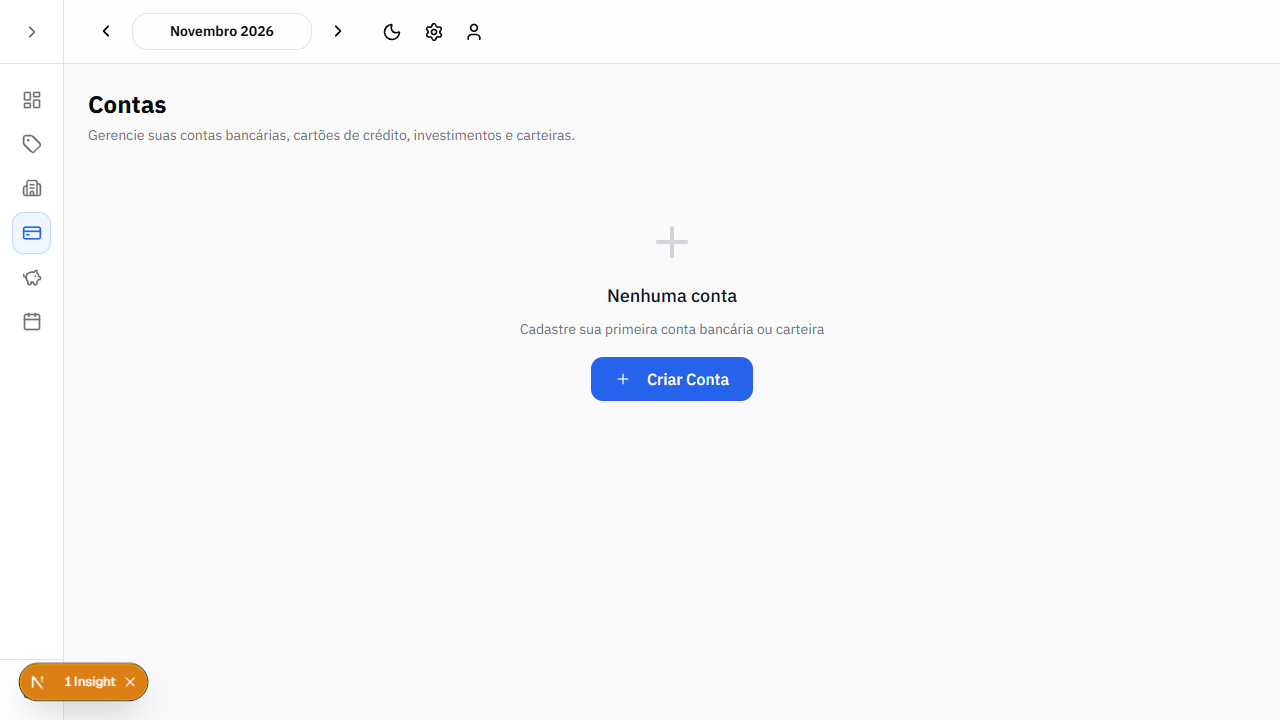 Novembro 2026
Contas
Gerencie suas contas bancárias, cartões de crédito, investimentos e carteiras.
Nenhuma conta
Cadastre sua primeira conta bancária ou carteira
Criar Conta
1 Insight